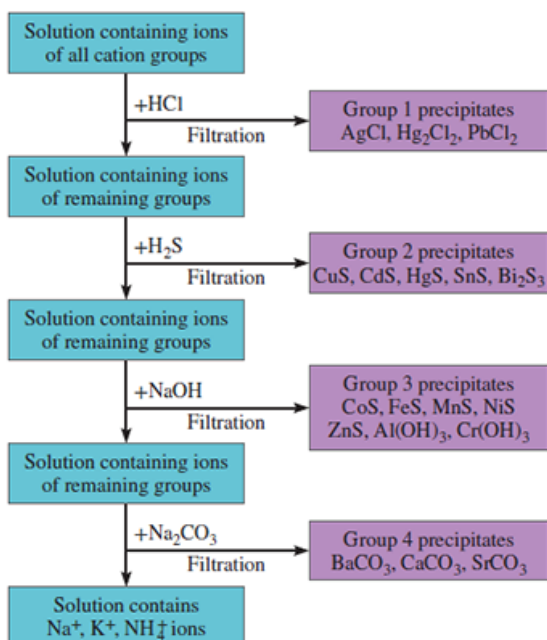 Solution containing ions
of all cation groups
+HCl
Filtration
Group 1 precipitates
AgCl, Hg₂Cl₂, PbCl₂
Solution containing ions
of remaining groups
+H₂S
Filtration
Group 2 precipitates
CuS, CdS, HgS, SnS, Bi₂S₃
Solution containing ions
of remaining groups
+NaOH
Filtration
Group 3 precipitates
CoS, FeS, MnS, NiS
ZnS, Al(OH)₃, Cr(OH)₃
Solution containing ions
of remaining groups
+Na₂CO₃
Filtration
Group 4 precipitates
BaCO₃, CaCO₃, SrCO₃
Solution contains
Na⁺, K⁺, NH₄⁺ ions